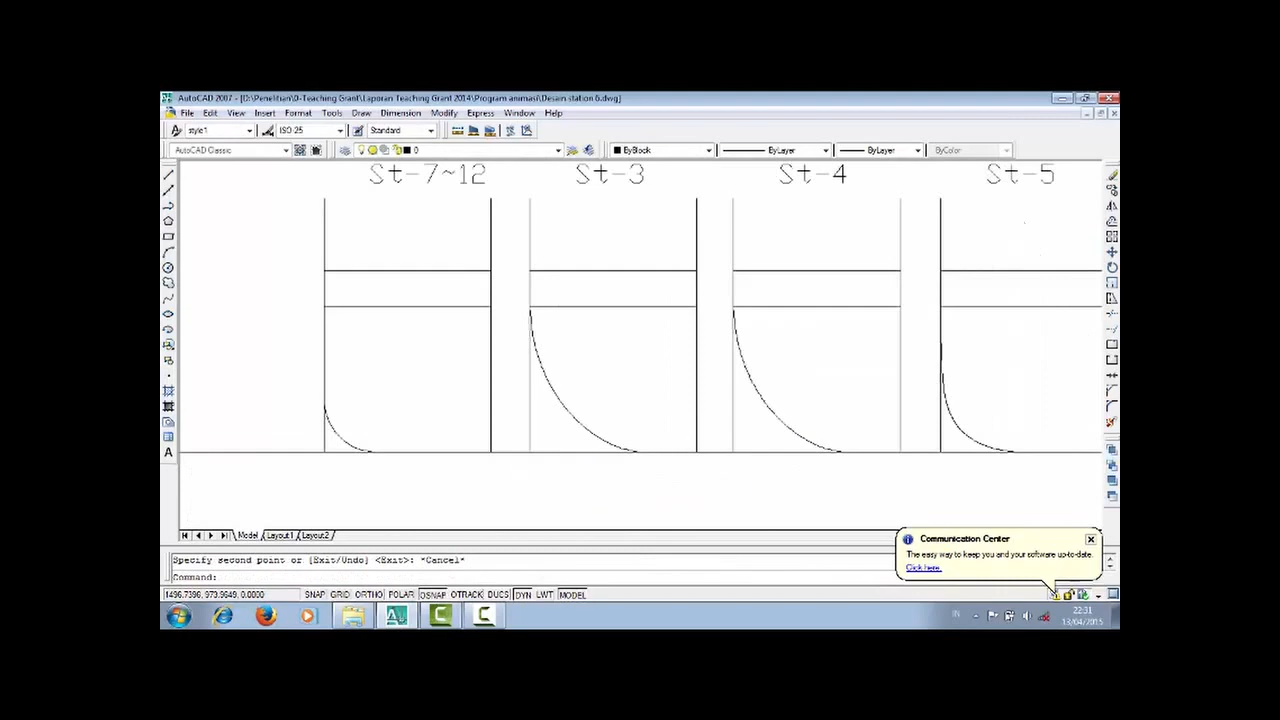 AutoCAD 2007 - [D:\Penelitian\0-Teaching Grant\Laporan Teaching Grant 2014\Program animasi\Desain station 6.dwg]
File Edit View Insert Format Tools Draw Dimension Modify Express Window Help
style1 ISO-25 Standard
AutoCAD Classic 0 ByBlock ByLayer ByLayer ByColor
St-7~12 St-3 St-4 St-5
Model Layout1 Layout2
Communication Center
The easy way to keep you and your software up-to-date.
Click here.
Specify second point or [Exit/Undo] <Exit>: *Cancel*
Command:
1496.7396, 973.9649, 0.0000 SNAP GRID ORTHO POLAR OSNAP OTRACK DUCS DYN LWT MODEL
IN 22:31
13/04/2015